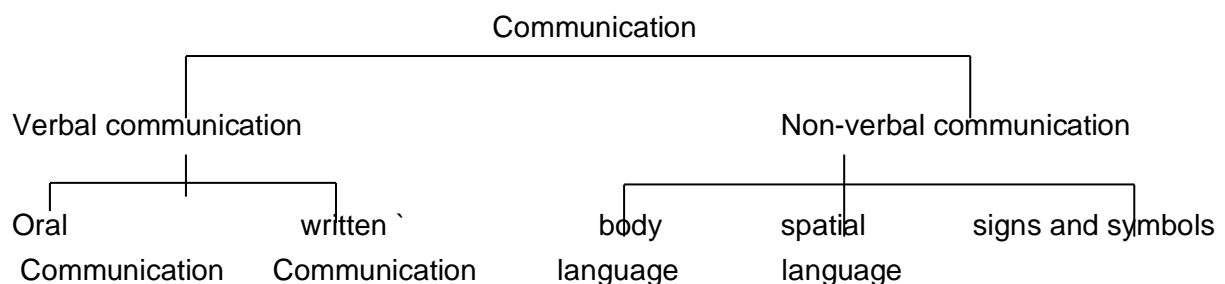 Communication
Verbal communication Non-verbal communication
Oral written ` body spatial signs and symbols
Communication Communication language language